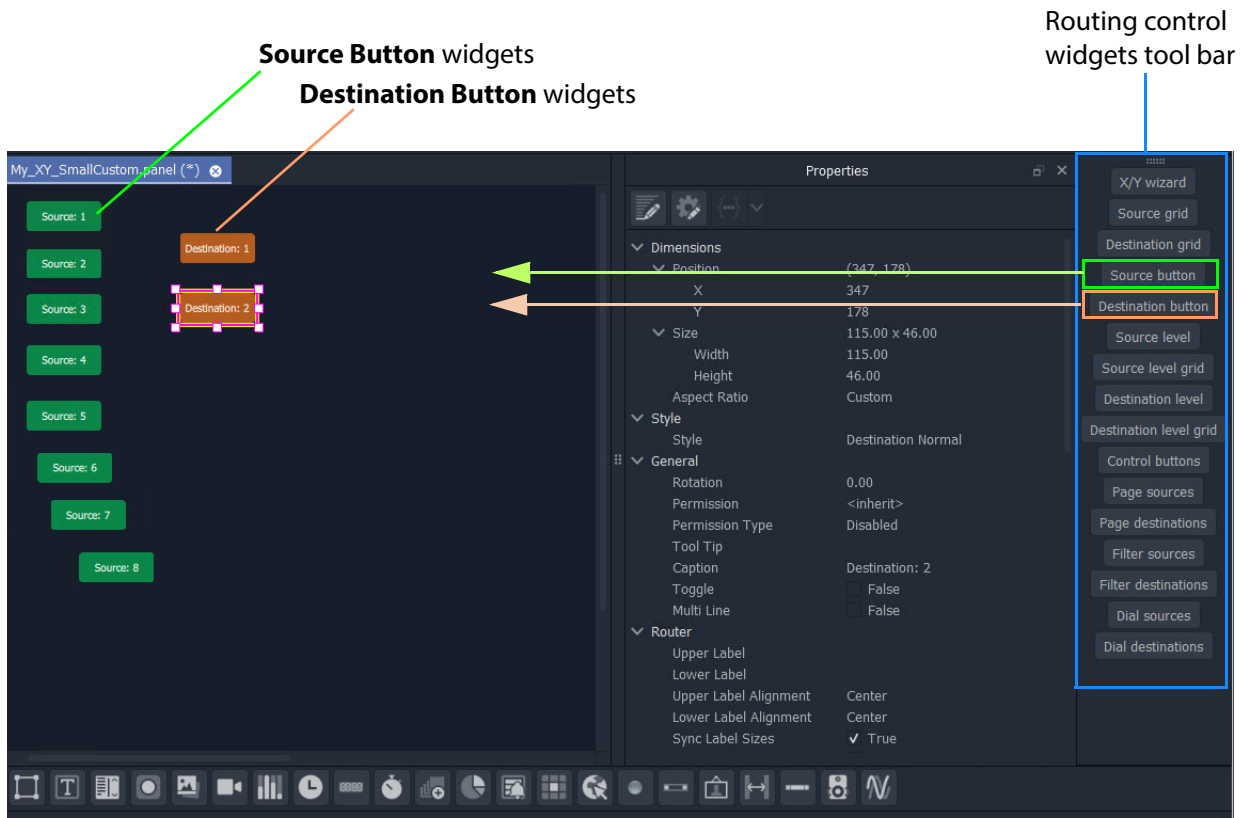 Routing control
widgets tool bar
Source Button widgets
Destination Button widgets
My_XY_SmallCustom.panel (*)
Source: 1
Source: 2
Source: 3
Source: 4
Source: 5
Source: 6
Source: 7
Source: 8
Destination: 1
Destination: 2
Properties
Dimensions
Position (347, 178)
X 347
Y 178
Size 115.00 x 46.00
Width 115.00
Height 46.00
Aspect Ratio Custom
Style
Style Destination Normal
General
Rotation 0.00
Permission <inherit>
Permission Type Disabled
Tool Tip
Caption Destination: 2
Toggle False
Multi Line False
Router
Upper Label
Lower Label
Upper Label Alignment Center
Lower Label Alignment Center
Sync Label Sizes True
X/Y wizard
Source grid
Destination grid
Source button
Destination button
Source level
Source level grid
Destination level
Destination level grid
Control buttons
Page sources
Page destinations
Filter sources
Filter destinations
Dial sources
Dial destinations